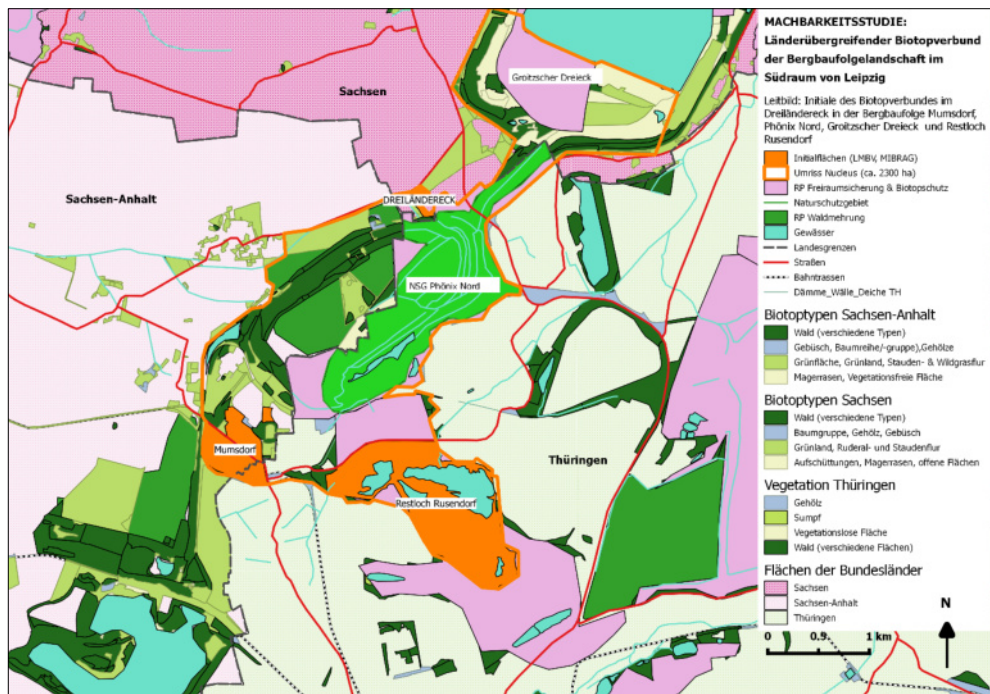 Groitzscher Dreieck
Sachsen
Sachsen-Anhalt
DREILÄNDERECK
NSG Phönix Nord
Mumsdorf
Thüringen
Restloch Rusendorf
MACHBARKEITSSTUDIE:
Länderübergreifender Biotopverbund
der Bergbaufolgelandschaft im
Südraum von Leipzig
Leitbild: Initiale des Biotopverbundes im
Dreiländereck in der Bergbaufolge Mumsdorf,
Phönix Nord, Groitzscher Dreieck und Restloch
Rusendorf
Initialflächen (LMBV, MIBRAG)
Umriss Nucleus (ca. 2300 ha)
RP Freiraumsicherung & Biotopschutz
Naturschutzgebiet
RP Waldmehrung
Gewässer
Landesgrenzen
Straßen
Bahntrassen
Dämme_Wälle_Deiche TH
Biotoptypen Sachsen-Anhalt
Wald (verschiedene Typen)
Gebüsch, Baumreihe/-gruppe),Gehölze
Grünfläche, Grünland, Stauden- & Wildgrasflur
Magerrasen, Vegetationsfreie Fläche
Biotoptypen Sachsen
Wald (verschiedene Typen)
Baumgruppe, Gehölz, Gebüsch
Grünland, Ruderal- und Staudenflur
Aufschüttungen, Magerrasen, offene Flächen
Vegetation Thüringen
Gehölz
Sumpf
Vegetationslose Fläche
Wald (verschiedene Flächen)
Flächen der Bundesländer
Sachsen
Sachsen-Anhalt
Thüringen
N
0 0.9 1 km